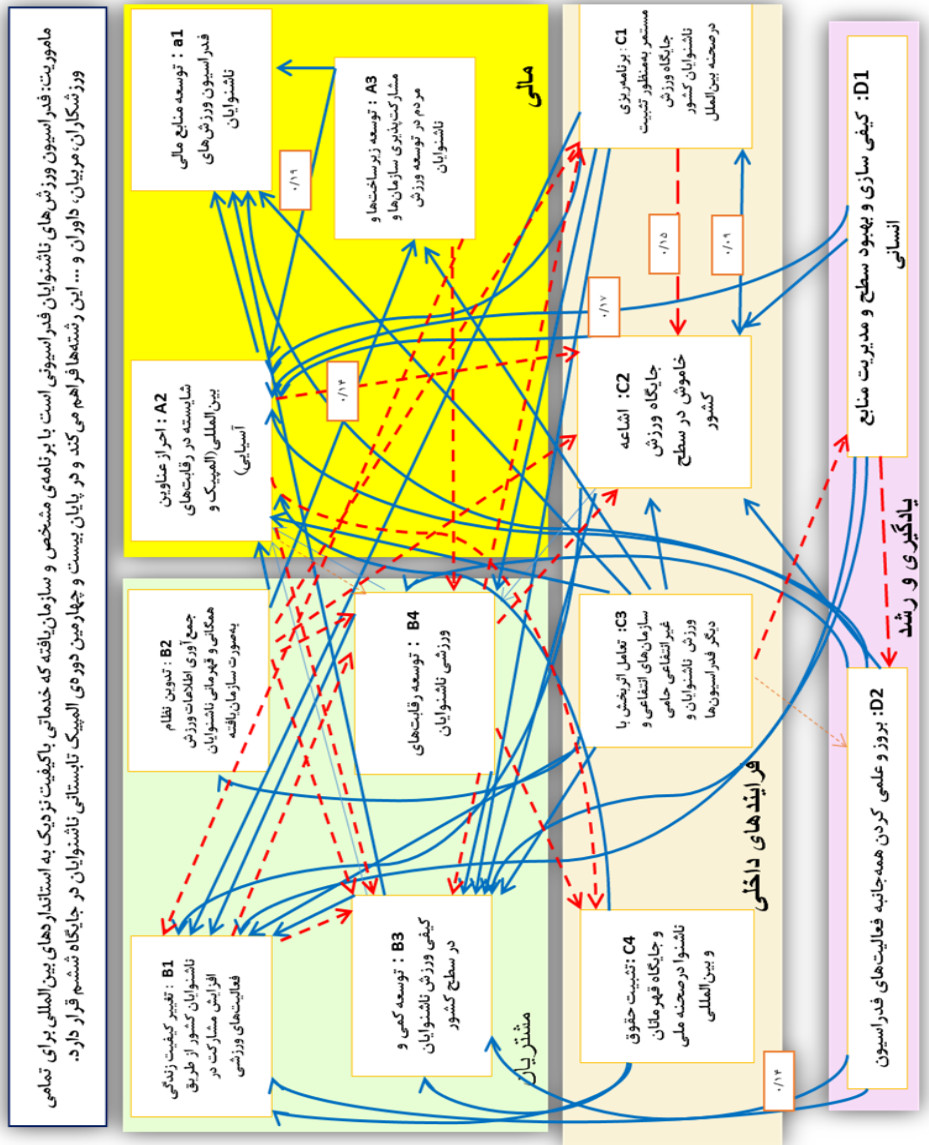 ماموریت: فدراسیون ورزش‌های ناشنوایان فدراسیونی است با برنامه‌ی مشخص و سازمان‌یافته که خدماتی باکیفیت نزدیک به استانداردهای بین‌المللی برای تمامی
ورزشکاران، مربیان، داوران و ... این رشته‌ها فراهم می‌کند و در پایان بیست و چهارمین دوره‌ی المپیک تابستانی ناشنوایان در جایگاه ششم قرار دارد.
مالی
a1 : توسعه منابع مالی
فدراسیون ورزش‌های
ناشنوایان
A3 : توسعه زیرساخت‌ها و
مشارکت‌پذیری سازمان‌ها و
مردم در توسعه ورزش
ناشنوایان
A2 : احراز عناوین
شایسته در رقابت‌های
بین‌المللی(المپیک و
آسیایی)
۰/۱۹
۰/۱۴
مشتریان
B2 : تدوین نظام
جمع‌آوری اطلاعات ورزش
همگانی و قهرمانی ناشنوایان
به‌صورت سازمان‌یافته
B4 : توسعه رقابت‌های
ورزشی ناشنوایان
B1 : تغییر کیفیت زندگی
ناشنوایان کشور از طریق
افزایش مشارکت در
فعالیت‌های ورزشی
B3 : توسعه کمی و
کیفی ورزش ناشنوایان
در سطح کشور
فرایندهای داخلی
C1 : برنامه‌ریزی
مستمر به‌منظور تثبیت
جایگاه ورزش
ناشنوایان کشور
درصحنه بین‌الملل
۰/۱۵
۰/۰۹
۰/۱۷
C2: اشاعه
جایگاه ورزش
خاموش در سطح
کشور
C3: تعامل اثربخش با
سازمان‌های انتفاعی و
غیرانتفاعی حامی
ورزش ناشنوایان و
دیگر فدراسیون‌ها
C4 :تثبیت حقوق
و جایگاه قهرمانان
ناشنوا درصحنه ملی
و بین‌المللی
۰/۱۴
یادگیری و رشد
D1: کیفی سازی و بهبود سطح و مدیریت منابع
انسانی
D2: بروز و علمی کردن همه‌جانبه فعالیت‌های فدراسیون